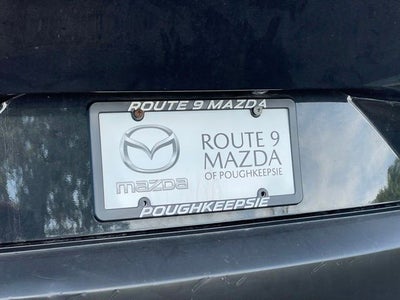 ROUTE 9 MAZDA
mazda
ROUTE 9
MAZDA
OF POUGHKEEPSIE
POUGHKEEPSIE